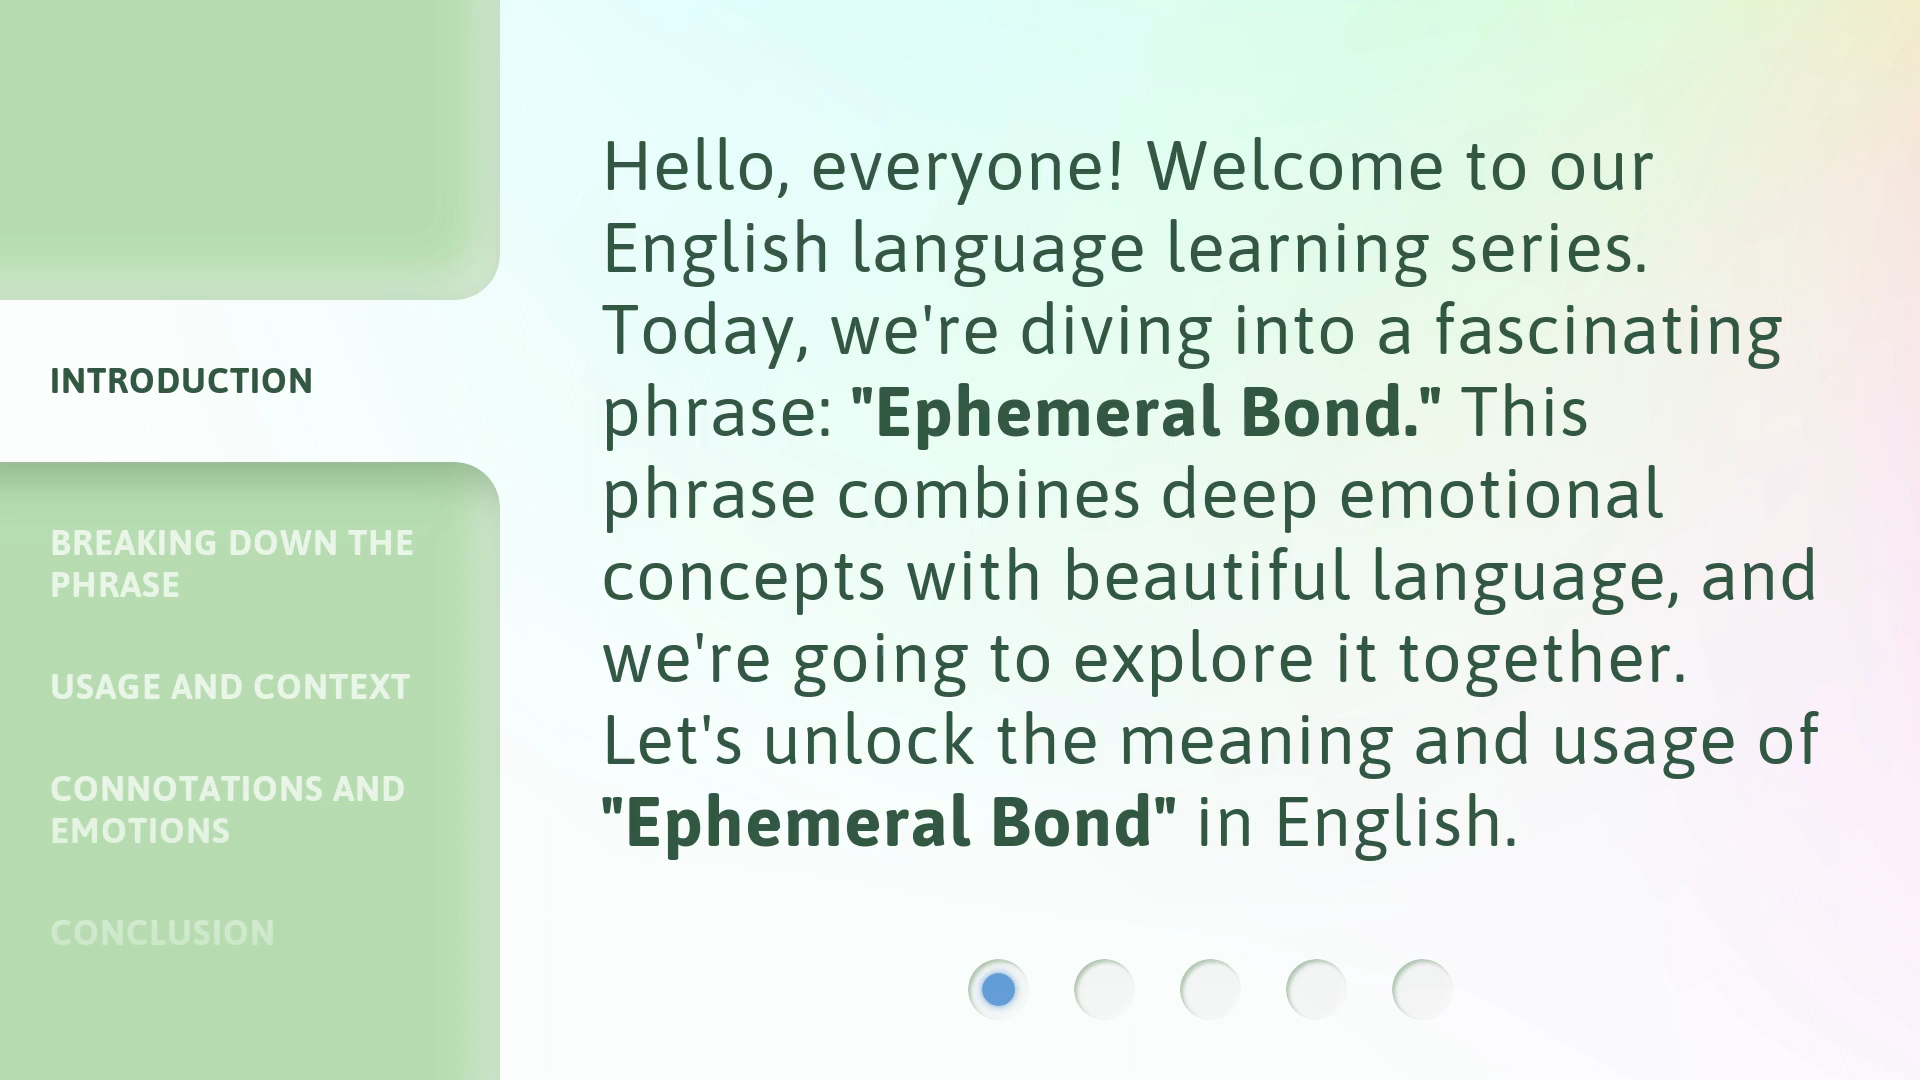 INTRODUCTION
BREAKING DOWN THE
PHRASE
USAGE AND CONTEXT
CONNOTATIONS AND
EMOTIONS
CONCLUSION
Hello, everyone! Welcome to our
English language learning series.
Today, we're diving into a fascinating
phrase: "Ephemeral Bond." This
phrase combines deep emotional
concepts with beautiful language, and
we're going to explore it together.
Let's unlock the meaning and usage of
"Ephemeral Bond" in English.